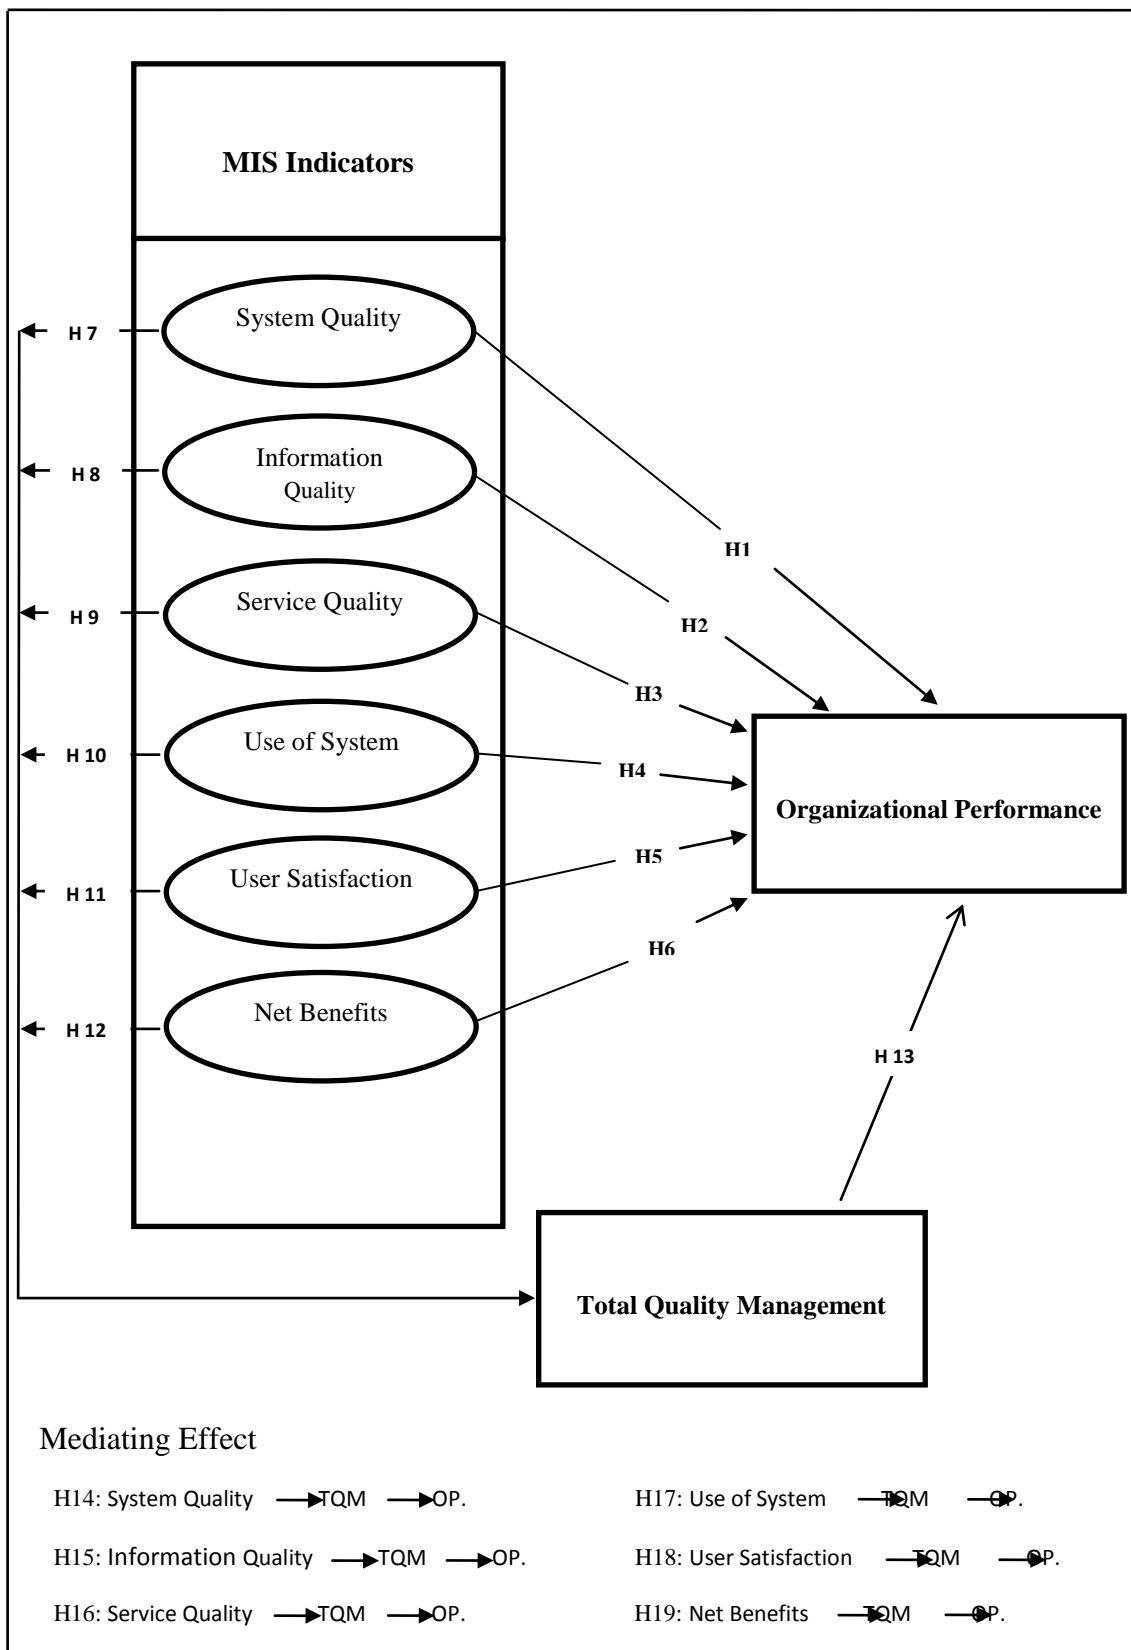 MIS Indicators
System Quality
H 7
Information
Quality
H 8
H1
Service Quality
H 9
H2
H3
Use of System
H 10
H4
Organizational Performance
User Satisfaction
H 11
H5
H6
Net Benefits
H 12
H 13
Total Quality Management
Mediating Effect
H14: System Quality TQM OP.
H15: Information Quality TQM OP.
H16: Service Quality TQM OP.
H17: Use of System TQM OP.
H18: User Satisfaction TQM OP.
H19: Net Benefits TQM OP.